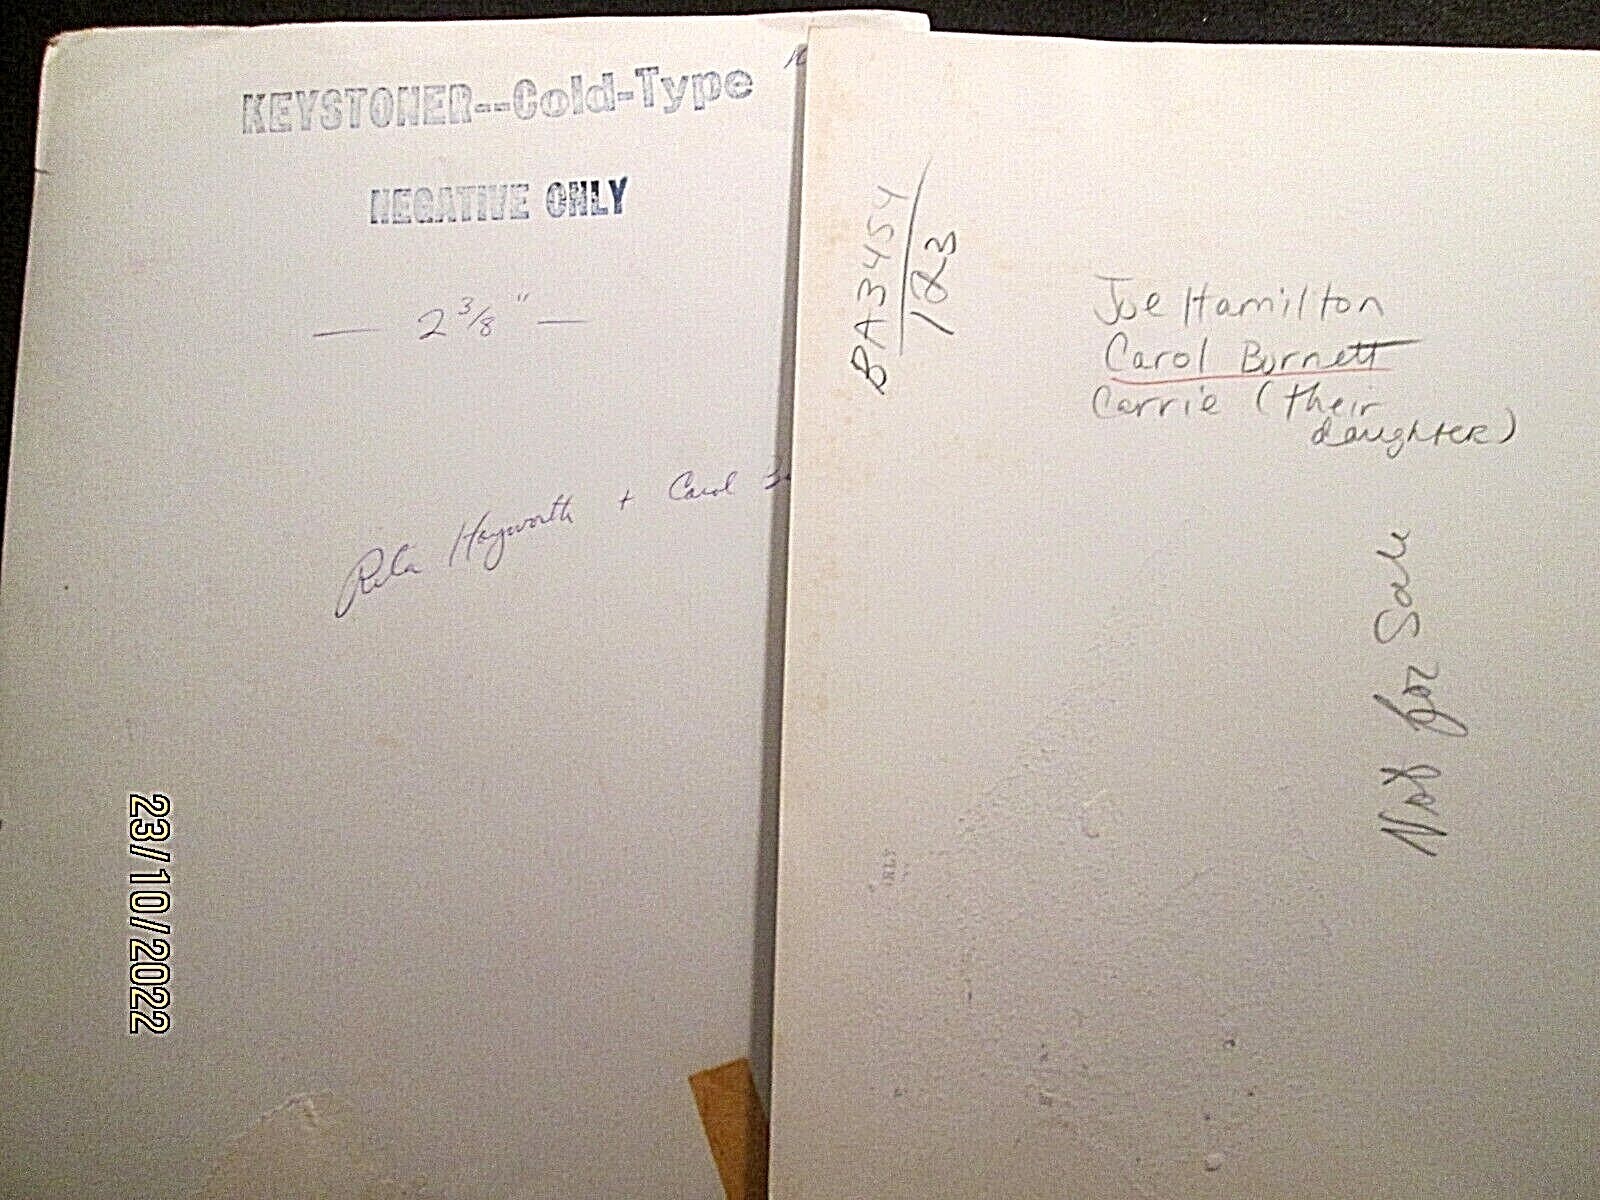 KEYSTONER--Cold-Type
NEGATIVE ONLY
— 2 3/8" —
Rita Hayworth + Carol
BA3454
183
Joe Hamilton
Carol Burnett
Carrie (their
daughter)
Not for Sale
23/10/2022